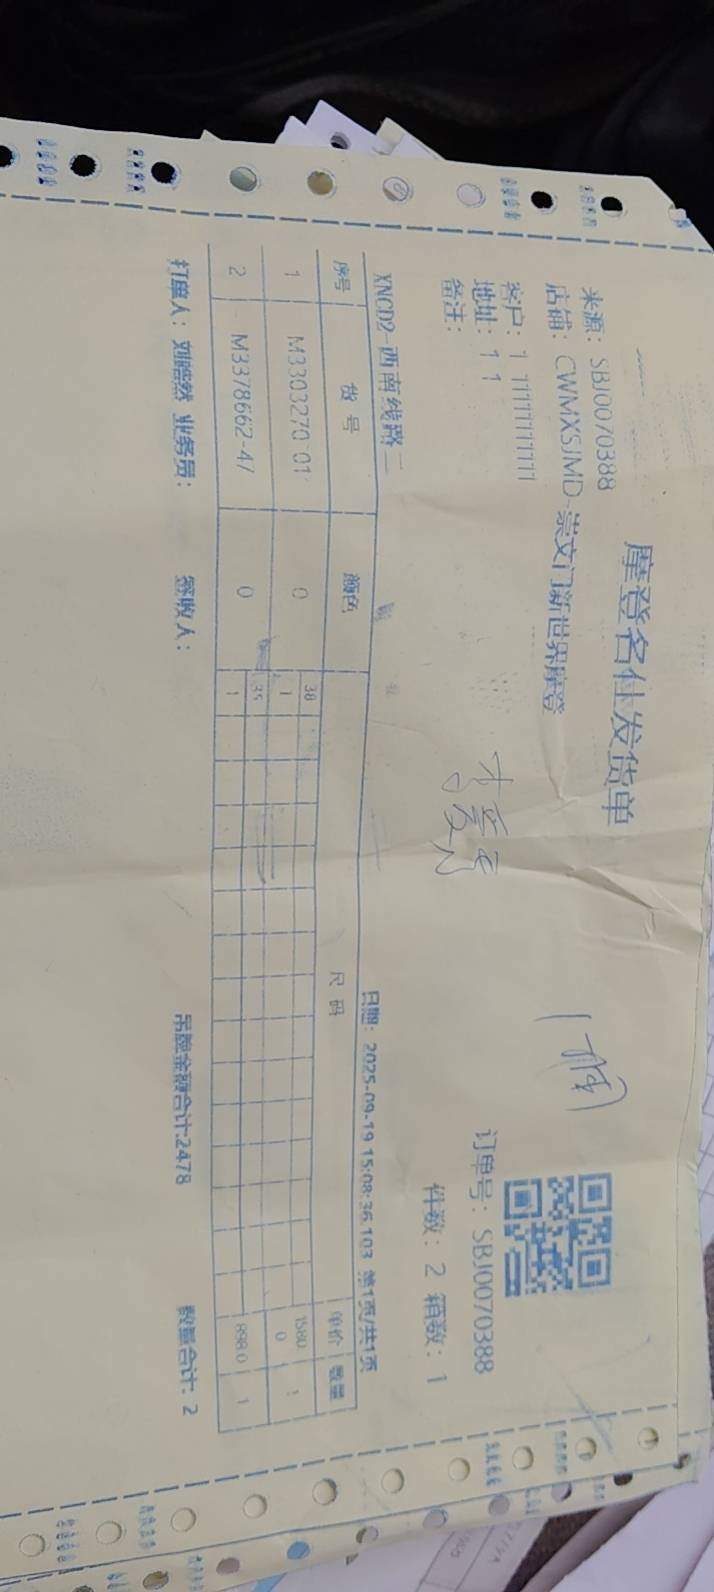 摩登名仕发货单
来源：SBJ0070388
店铺：CWMXSJMD-崇文门新世界摩登
客户：1 11111111111
订单号：SBJ0070388
地址：1 1
件数：2 箱数：1
备注：
XNCD2-西南线路二
日期：2025-09-19 15:08:36.103 第1页/共1页
序号 货号 颜色 尺码 单价 数量
38
1 M3303270-01 0 1 1580.0 1
35
2 M3378662-47 0 1 898.0 1
打单人：刘皓然 业务员： 签收人： 吊牌金额合计:2478 数量合计：2